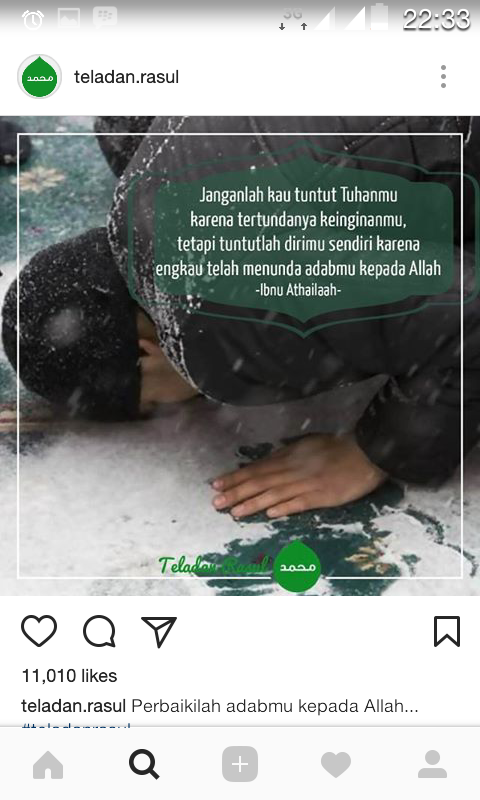 3G
22:33
محمد
teladan.rasul
Janganlah kau tuntut Tuhanmu
karena tertundanya keinginanmu,
tetapi tuntutlah dirimu sendiri karena
engkau telah menunda adabmu kepada Allah
-Ibnu Athailaah-
Teladan Rasul
محمد
11,010 likes
teladan.rasul Perbaikilah adabmu kepada Allah...
#teladanrasul